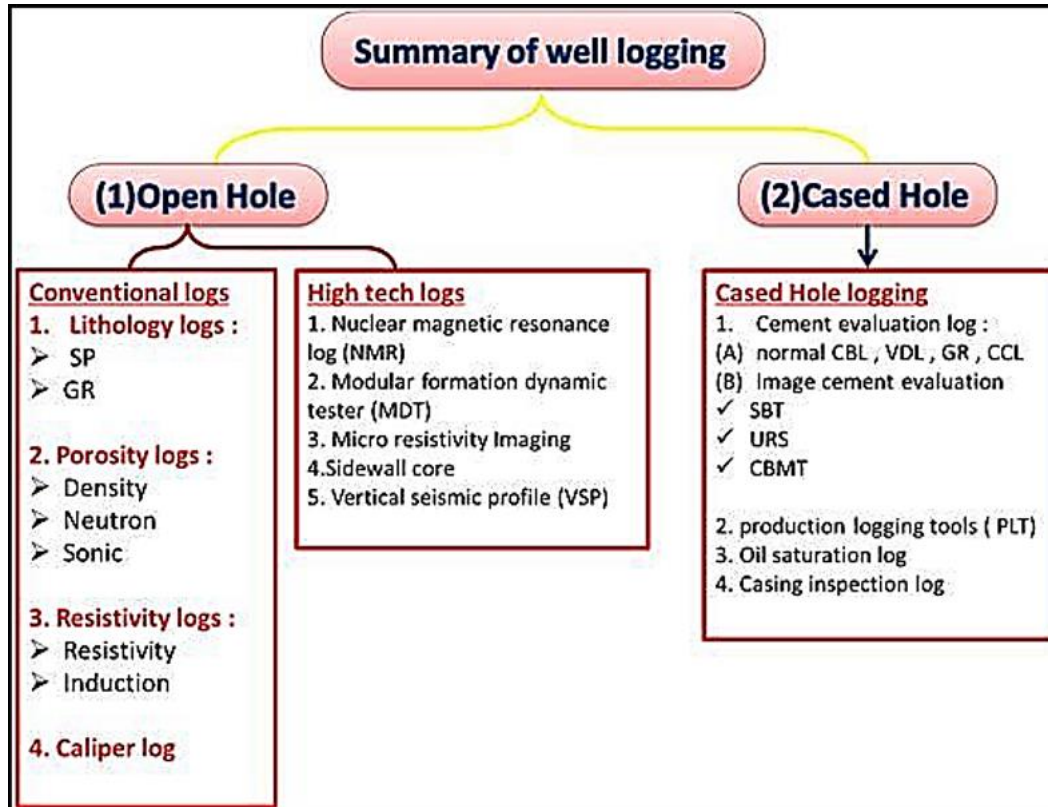 Summary of well logging
(1)Open Hole
(2)Cased Hole
Conventional logs
1. Lithology logs :
➢ SP
➢ GR
2. Porosity logs :
➢ Density
➢ Neutron
➢ Sonic
3. Resistivity logs :
➢ Resistivity
➢ Induction
4. Caliper log
High tech logs
1. Nuclear magnetic resonance
log (NMR)
2. Modular formation dynamic
tester (MDT)
3. Micro resistivity Imaging
4.Sidewall core
5. Vertical seismic profile (VSP)
Cased Hole logging
1. Cement evaluation log :
(A) normal CBL , VDL , GR , CCL
(B) Image cement evaluation
✓ SBT
✓ URS
✓ CBMT
2. production logging tools ( PLT)
3. Oil saturation log
4. Casing inspection log